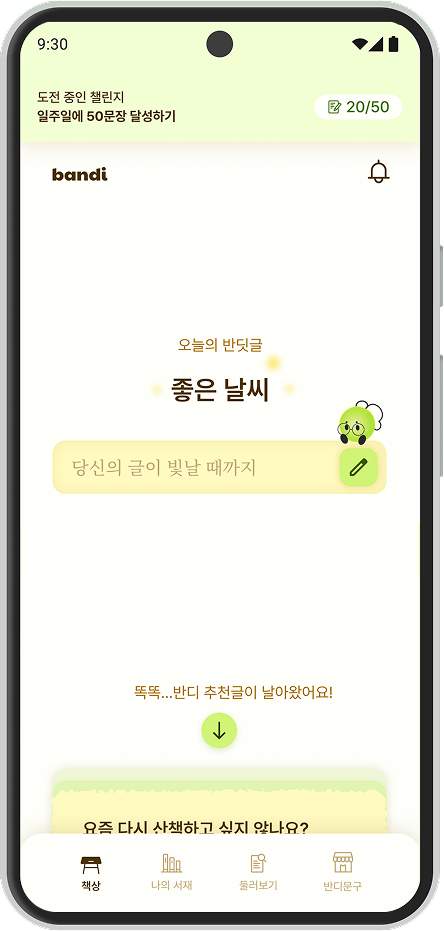 9:30
도전 중인 챌린지
일주일에 50문장 달성하기
20/50
bandi
오늘의 반딧글
좋은 날씨
당신의 글이 빛날 때까지
똑똑...반디 추천글이 날아왔어요!
요즘 다시 산책하고 싶지 않나요?
책상
나의 서재
둘러보기
반디문구